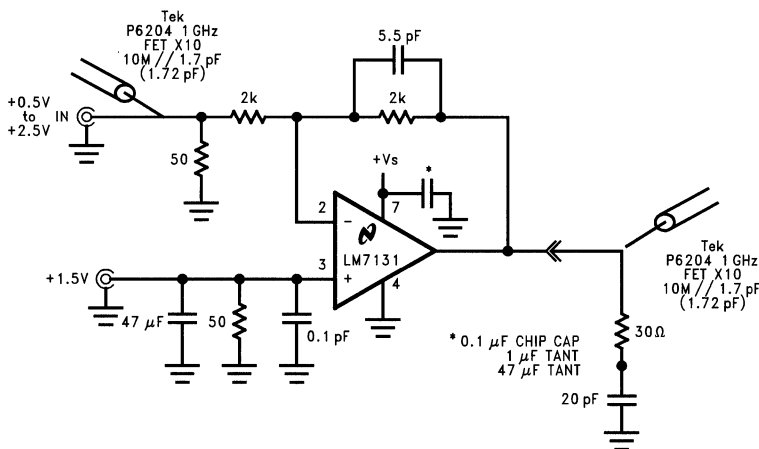 Tek
P6204 1 GHz
FET X10
10M // 1.7 pF
(1.72 pF)
+0.5V
to
+2.5V
IN
50
2k
5.5 pF
2k
+Vs
*
2
-
7
LM7131
3
+
4
+1.5V
47 μF
50
0.1 pF
* 0.1 μF CHIP CAP
1 μF TANT
47 μF TANT
Tek
P6204 1 GHz
FET X10
10M // 1.7 pF
(1.72 pF)
30Ω
20 pF